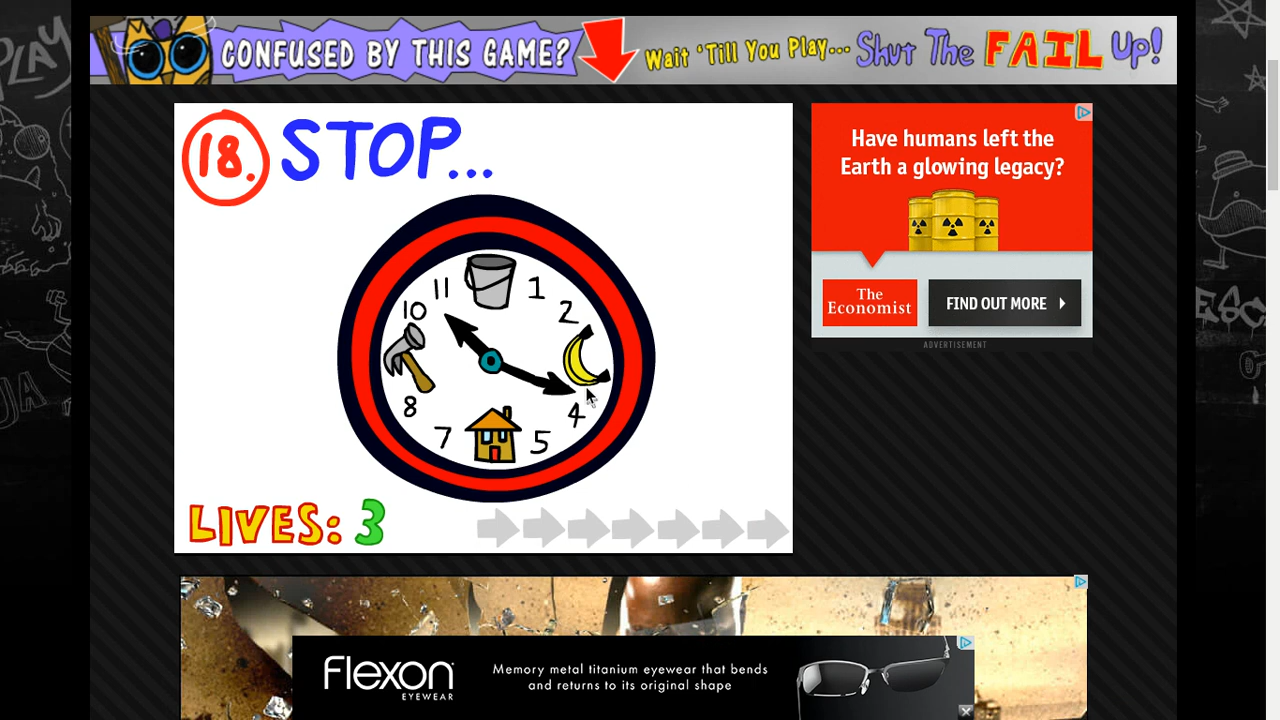 CONFUSED BY THIS GAME?
Wait 'Till You Play... Shut The FAIL Up!
18. STOP...
11
1
10
2
8
4
7
5
LIVES: 3
Have humans left the
Earth a glowing legacy?
The
Economist
FIND OUT MORE
ADVERTISEMENT
PLAY
ESC
Flexon
EYEWEAR
Memory metal titanium eyewear that bends
and returns to its original shape